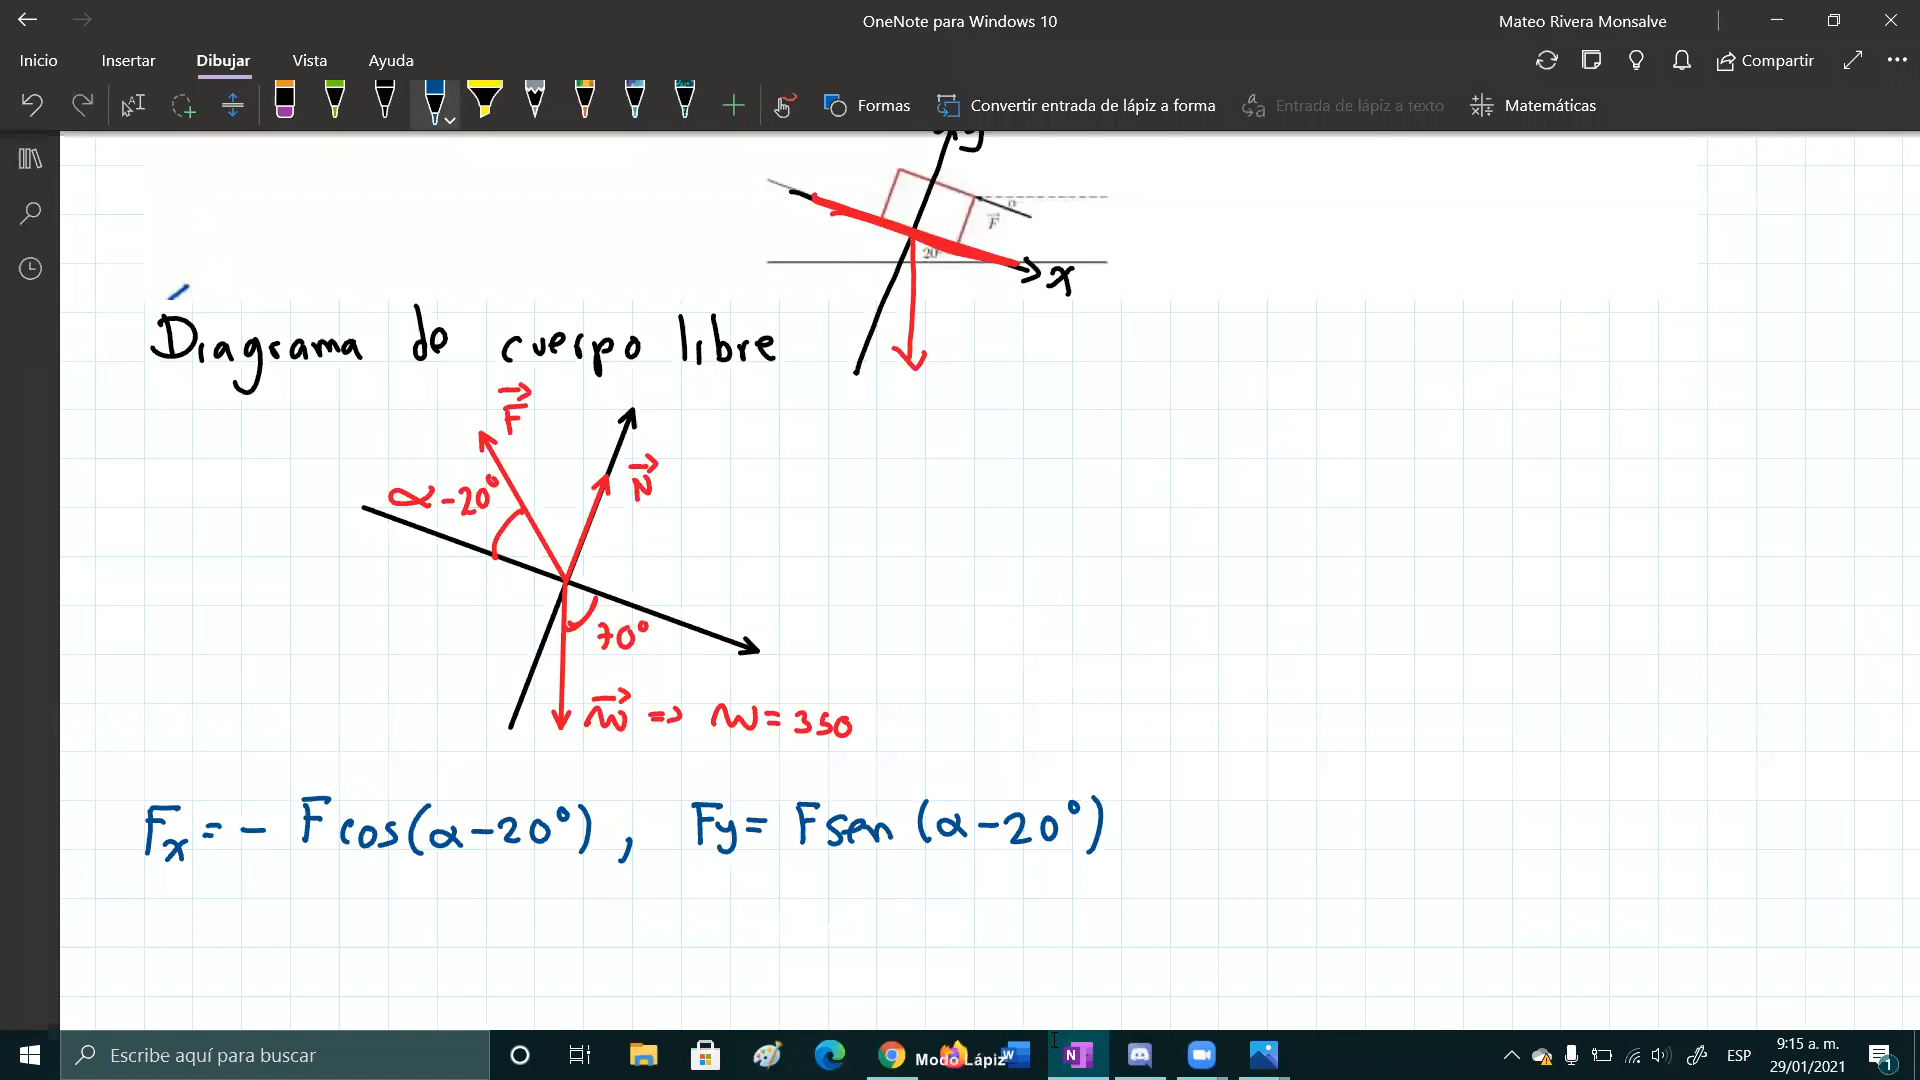 OneNote para Windows 10
Mateo Rivera Monsalve
Inicio Insertar Dibujar Vista Ayuda
Compartir
Formas
Convertir entrada de lápiz a forma
Entrada de lápiz a texto
Matemáticas
y
α
F
20°
x
Diagrama de cuerpo libre
F
N
α-20°
70°
w => w = 350
Fx = - F cos(α-20°), Fy = F sen (α-20°)
Escribe aquí para buscar
Modo Lápiz
ESP
9:15 a. m.
29/01/2021
1